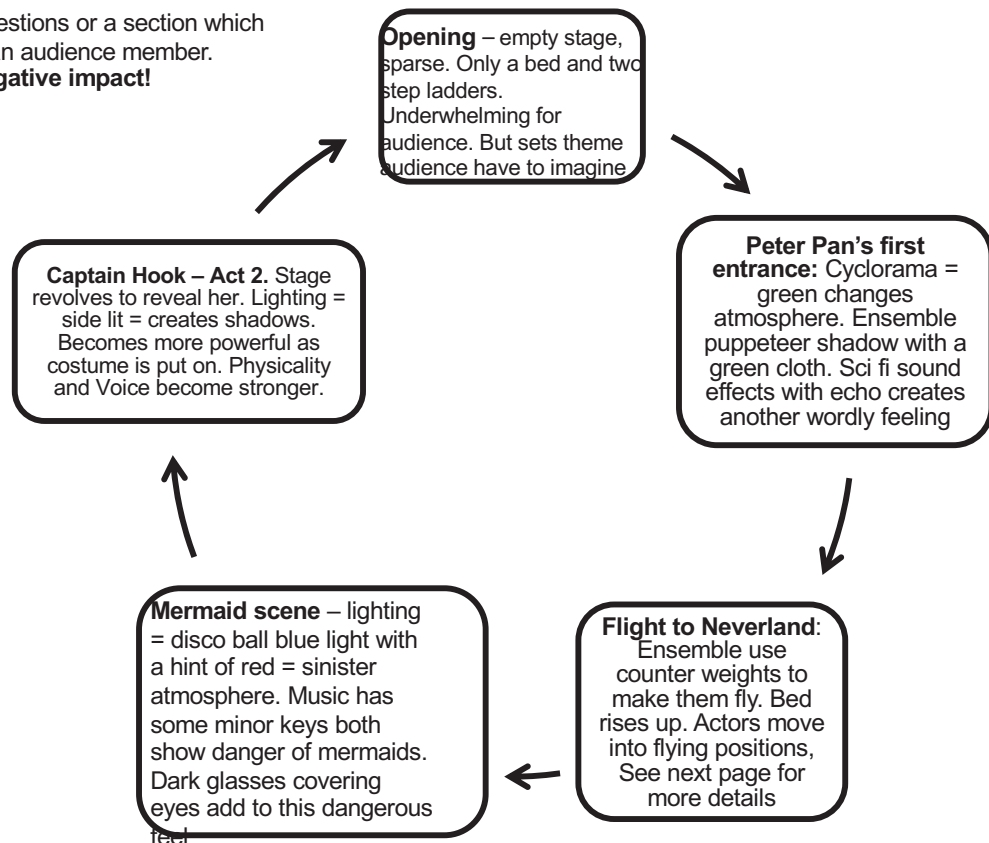 estions or a section which
n audience member.
gative impact!
Opening – empty stage,
sparse. Only a bed and two
step ladders.
Underwhelming for
audience. But sets theme
audience have to imagine
Peter Pan’s first
entrance: Cyclorama =
green changes
atmosphere. Ensemble
puppeteer shadow with a
green cloth. Sci fi sound
effects with echo creates
another wordly feeling
Flight to Neverland:
Ensemble use
counter weights to
make them fly. Bed
rises up. Actors move
into flying positions,
See next page for
more details
Mermaid scene – lighting
= disco ball blue light with
a hint of red = sinister
atmosphere. Music has
some minor keys both
show danger of mermaids.
Dark glasses covering
eyes add to this dangerous
feel
Captain Hook – Act 2. Stage
revolves to reveal her. Lighting =
side lit = creates shadows.
Becomes more powerful as
costume is put on. Physicality
and Voice become stronger.